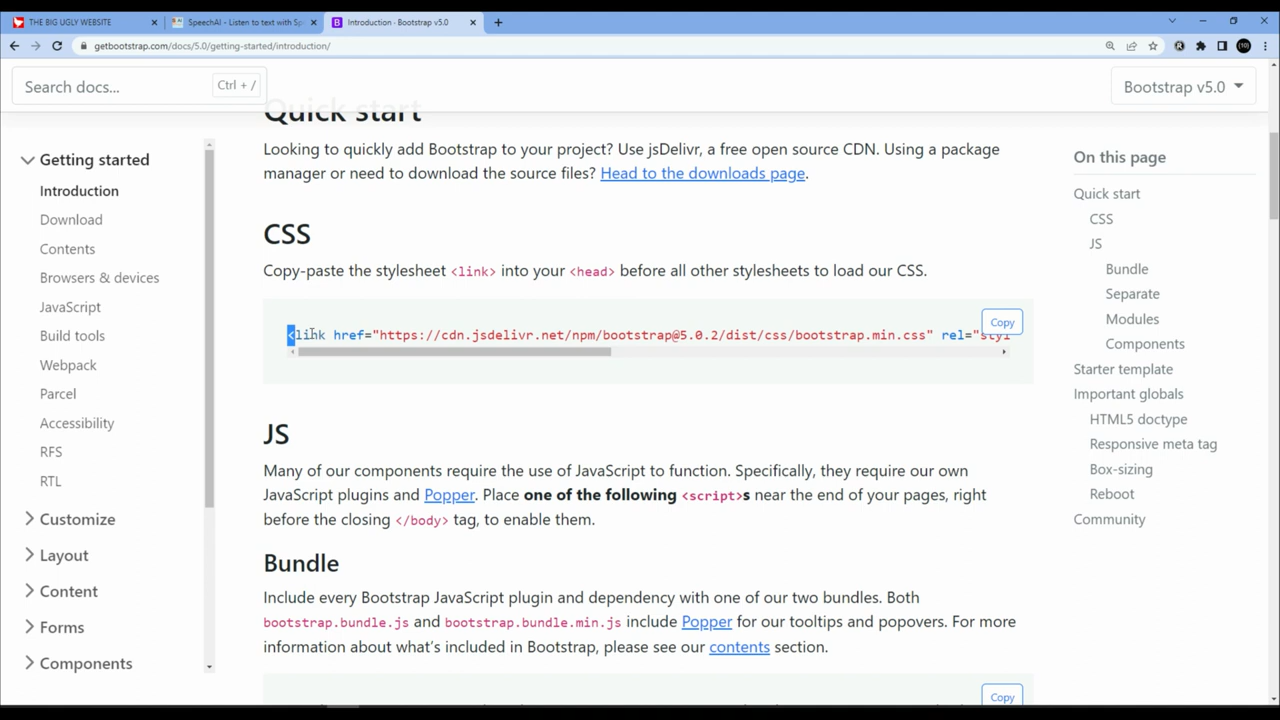 THE BIG UGLY WEBSITE
SpeechAI - Listen to text with Sp
Introduction · Bootstrap v5.0
getbootstrap.com/docs/5.0/getting-started/introduction/
Search docs...
Ctrl + /
Bootstrap v5.0
Getting started
Introduction
Download
Contents
Browsers & devices
JavaScript
Build tools
Webpack
Parcel
Accessibility
RFS
RTL
Customize
Layout
Content
Forms
Components
Quick start
Looking to quickly add Bootstrap to your project? Use jsDelivr, a free open source CDN. Using a package
manager or need to download the source files? Head to the downloads page.
CSS
Copy-paste the stylesheet <link> into your <head> before all other stylesheets to load our CSS.
Copy
<link href="https://cdn.jsdelivr.net/npm/bootstrap@5.0.2/dist/css/bootstrap.min.css" rel="styl
JS
Many of our components require the use of JavaScript to function. Specifically, they require our own
JavaScript plugins and Popper. Place one of the following <script>s near the end of your pages, right
before the closing </body> tag, to enable them.
Bundle
Include every Bootstrap JavaScript plugin and dependency with one of our two bundles. Both
bootstrap.bundle.js and bootstrap.bundle.min.js include Popper for our tooltips and popovers. For more
information about what's included in Bootstrap, please see our contents section.
Copy
On this page
Quick start
CSS
JS
Bundle
Separate
Modules
Components
Starter template
Important globals
HTML5 doctype
Responsive meta tag
Box-sizing
Reboot
Community